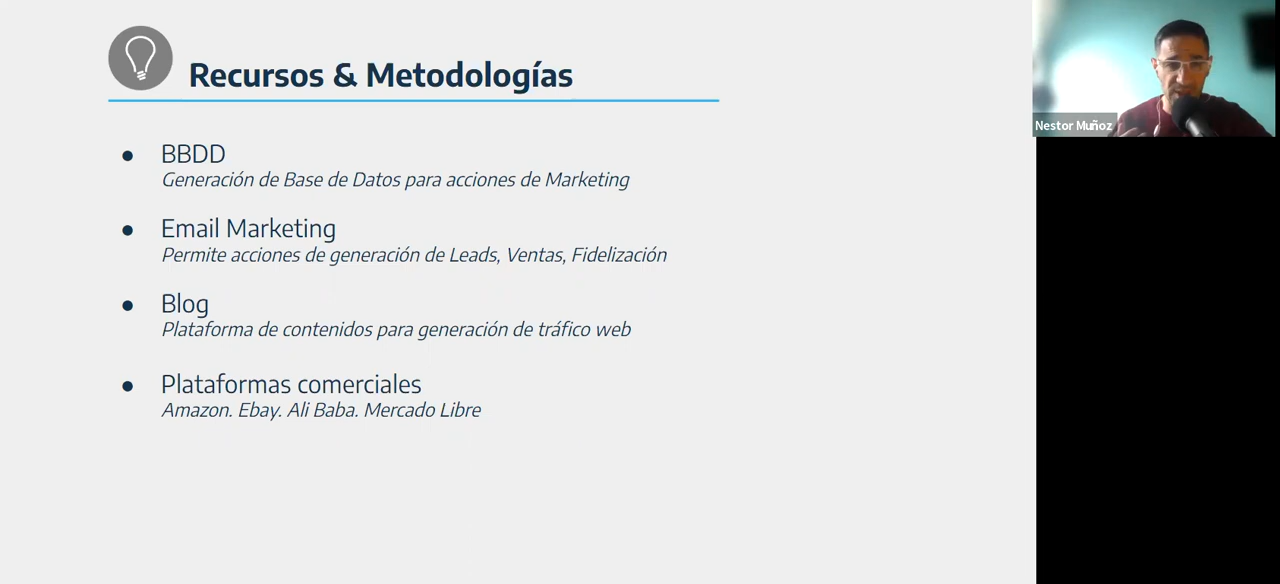 Recursos & Metodologías
BBDD
Generación de Base de Datos para acciones de Marketing
Email Marketing
Permite acciones de generación de Leads, Ventas, Fidelización
Blog
Plataforma de contenidos para generación de tráfico web
Plataformas comerciales
Amazon. Ebay. Ali Baba. Mercado Libre
Nestor Muñoz